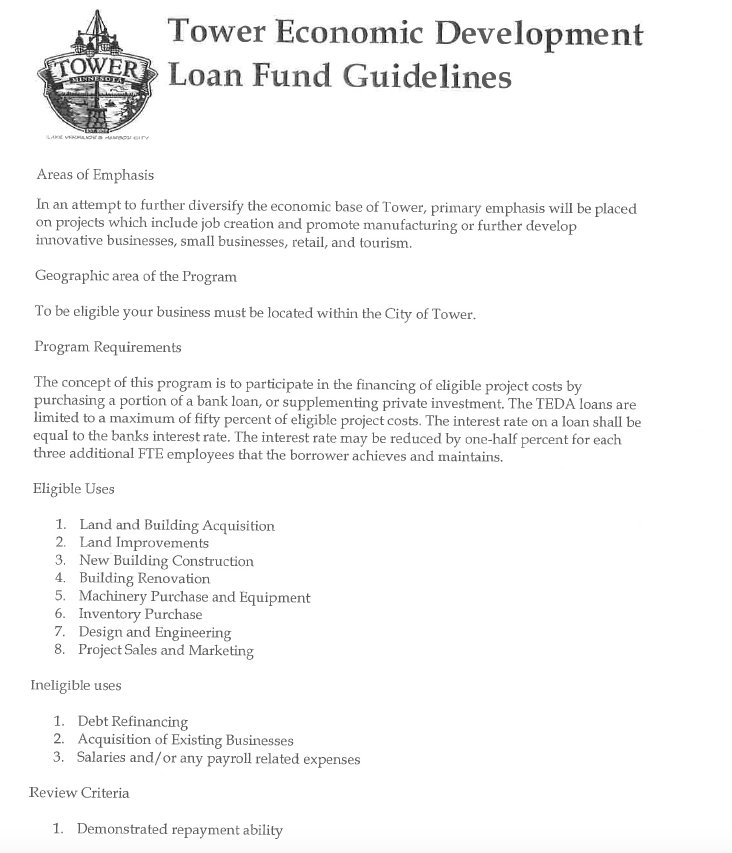 Tower Economic Development
Loan Fund Guidelines
TOWER
MINNESOTA
LAKE VERMILION'S HARBOR CITY
Areas of Emphasis
In an attempt to further diversify the economic base of Tower, primary emphasis will be placed
on projects which include job creation and promote manufacturing or further develop
innovative businesses, small businesses, retail, and tourism.
Geographic area of the Program
To be eligible your business must be located within the City of Tower.
Program Requirements
The concept of this program is to participate in the financing of eligible project costs by
purchasing a portion of a bank loan, or supplementing private investment. The TEDA loans are
limited to a maximum of fifty percent of eligible project costs. The interest rate on a loan shall be
equal to the banks interest rate. The interest rate may be reduced by one-half percent for each
three additional FTE employees that the borrower achieves and maintains.
Eligible Uses
1. Land and Building Acquisition
2. Land Improvements
3. New Building Construction
4. Building Renovation
5. Machinery Purchase and Equipment
6. Inventory Purchase
7. Design and Engineering
8. Project Sales and Marketing
Ineligible uses
1. Debt Refinancing
2. Acquisition of Existing Businesses
3. Salaries and/or any payroll related expenses
Review Criteria
1. Demonstrated repayment ability